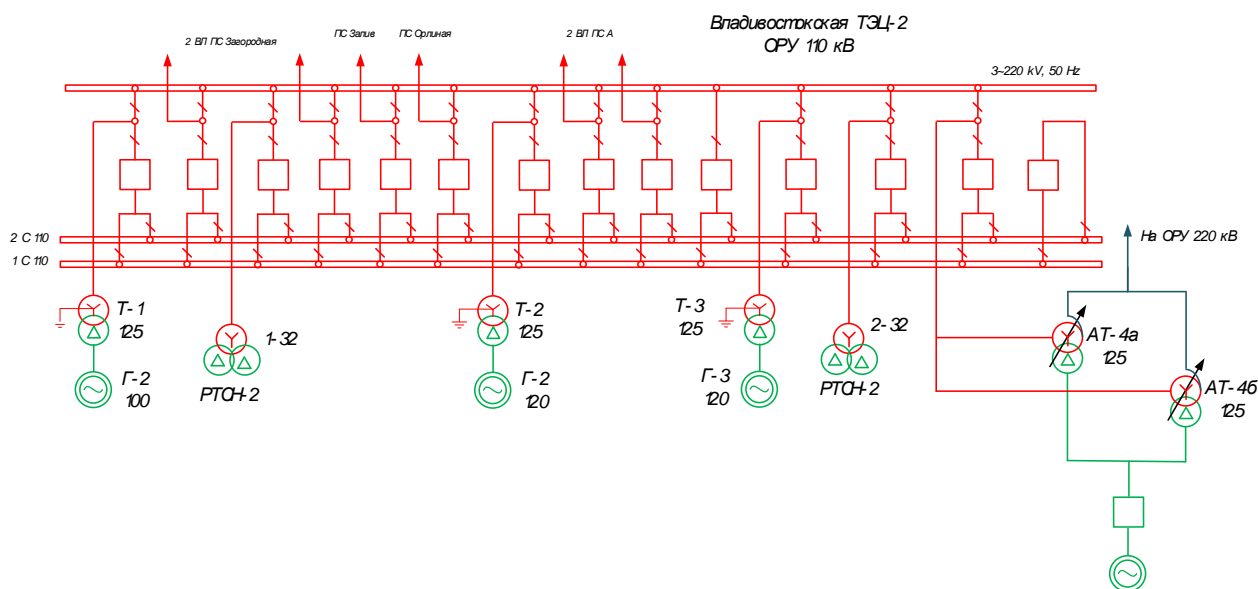 Владивостокская ТЭЦ-2
ОРУ 110 кВ
2 ВЛ ПС Загородная
ПС Залив
ПС Орлиная
2 ВЛ ПС А
3~220 kV, 50 Hz
2 С 110
1 С 110
На ОРУ 220 кВ
Т-1
125
Г-2
100
1-32
РТСН-2
Т-2
125
Г-2
120
Т-3
125
Г-3
120
2-32
РТСН-2
АТ-4а
125
АТ-4б
125